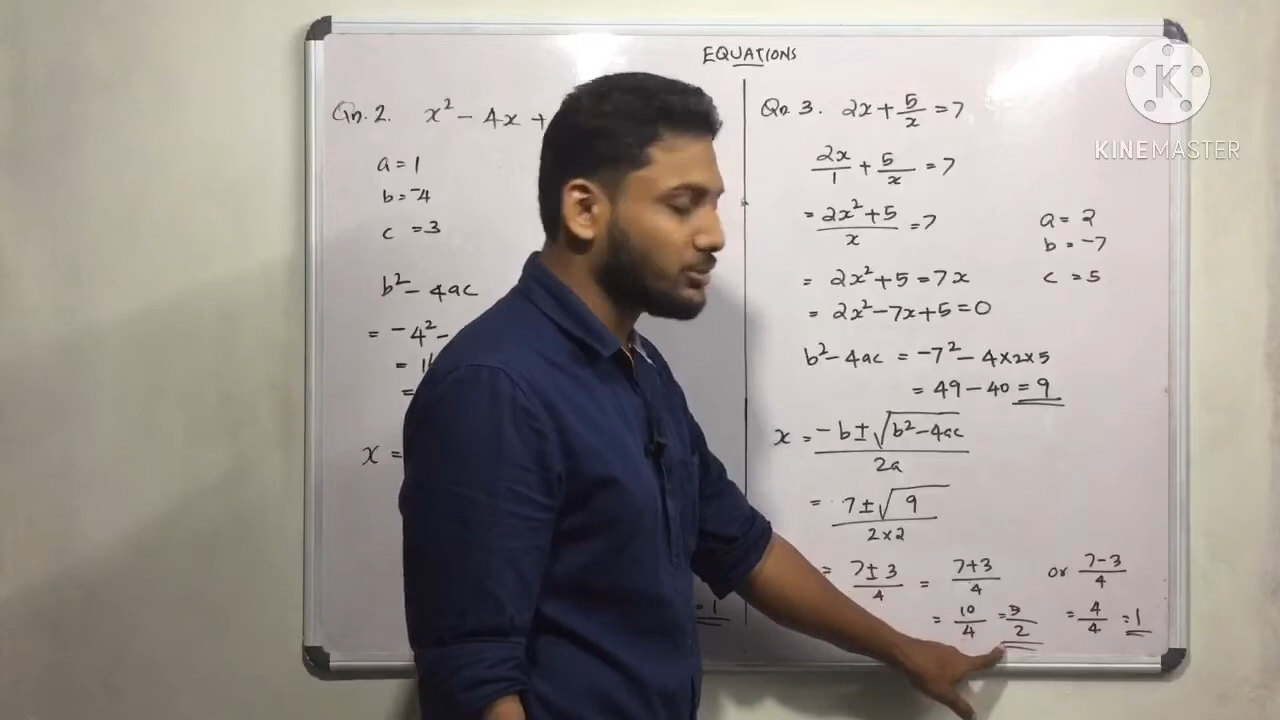 EQUATIONS
Qn. 2. x² - 4x +
a = 1
b = -4
c = 3
b² - 4ac
= -4² -
=
=
x =
= 1
Qn 3. 2x + 5/x = 7
2x/1 + 5/x = 7
= 2x² + 5/x = 7
= 2x² + 5 = 7x
= 2x² - 7x + 5 = 0
a = 2
b = -7
c = 5
b² - 4ac = -7² - 4×2×5
= 49 - 40 = 9
x = -b ± √b² - 4ac/2a
= 7 ± √9/2×2
= 7 ± 3/4 = 7+3/4 or 7-3/4
= 10/4 = 5/2 = 4/4 = 1
K
KINEMASTER